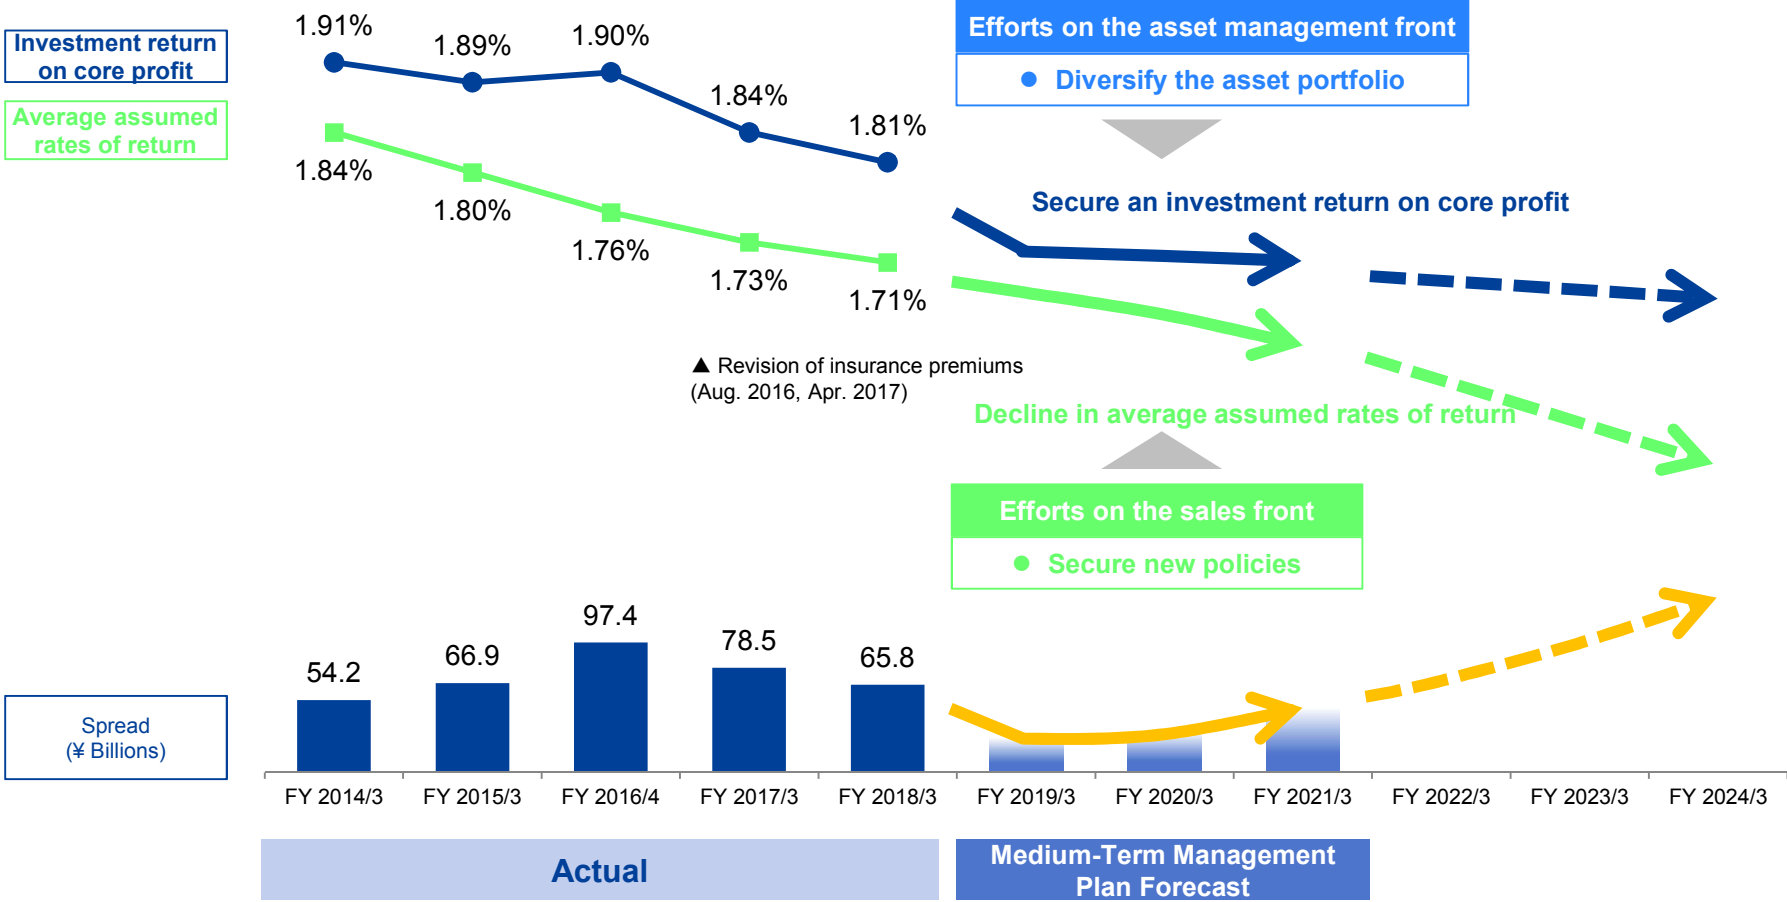 Investment return
on core profit
Average assumed
rates of return
1.91%
1.89%
1.90%
1.84%
1.81%
1.84%
1.80%
1.76%
1.73%
1.71%
▲ Revision of insurance premiums
(Aug. 2016, Apr. 2017)
Efforts on the asset management front
● Diversify the asset portfolio
Secure an investment return on core profit
Decline in average assumed rates of return
Efforts on the sales front
● Secure new policies
Spread
(¥ Billions)
54.2
66.9
97.4
78.5
65.8
FY 2014/3
FY 2015/3
FY 2016/4
FY 2017/3
FY 2018/3
FY 2019/3
FY 2020/3
FY 2021/3
FY 2022/3
FY 2023/3
FY 2024/3
Actual
Medium-Term Management
Plan Forecast